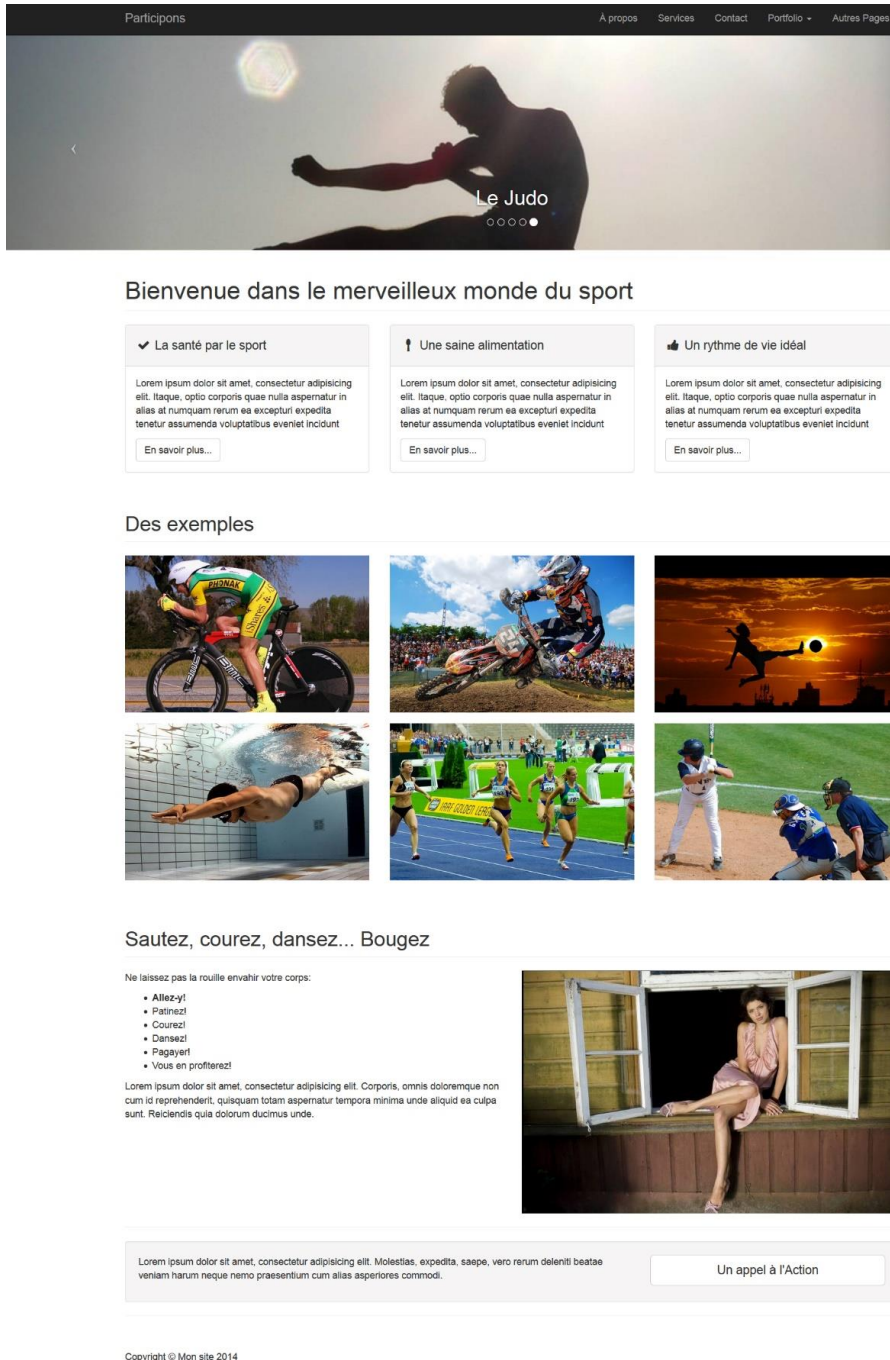 Participons
À propos Services Contact Portfolio Autres Pages
Le Judo
Bienvenue dans le merveilleux monde du sport
La santé par le sport
Lorem ipsum dolor sit amet, consectetur adipisicing
elit. Itaque, optio corporis quae nulla aspernatur in
alias at numquam rerum ea excepturi expedita
tenetur assumenda voluptatibus eveniet incidunt
En savoir plus...
Une saine alimentation
Lorem ipsum dolor sit amet, consectetur adipisicing
elit. Itaque, optio corporis quae nulla aspernatur in
alias at numquam rerum ea excepturi expedita
tenetur assumenda voluptatibus eveniet incidunt
En savoir plus...
Un rythme de vie idéal
Lorem ipsum dolor sit amet, consectetur adipisicing
elit. Itaque, optio corporis quae nulla aspernatur in
alias at numquam rerum ea excepturi expedita
tenetur assumenda voluptatibus eveniet incidunt
En savoir plus...
Des exemples
PHONAK
iShares
BMC
IAAF GOLDEN LEAG
Sautez, courez, dansez... Bougez
Ne laissez pas la rouille envahir votre corps:
Allez-y!
Patinez!
Courez!
Dansez!
Pagayer!
Vous en profiterez!
Lorem ipsum dolor sit amet, consectetur adipisicing elit. Corporis, omnis doloremque non
cum id reprehenderit, quisquam totam aspernatur tempora minima unde aliquid ea culpa
sunt. Reiciendis quia dolorum ducimus unde.
Lorem ipsum dolor sit amet, consectetur adipisicing elit. Molestias, expedita, saepe, vero rerum deleniti beatae
veniam harum neque nemo praesentium cum alias asperiores commodi.
Un appel à l'Action
Copyright © Mon site 2014